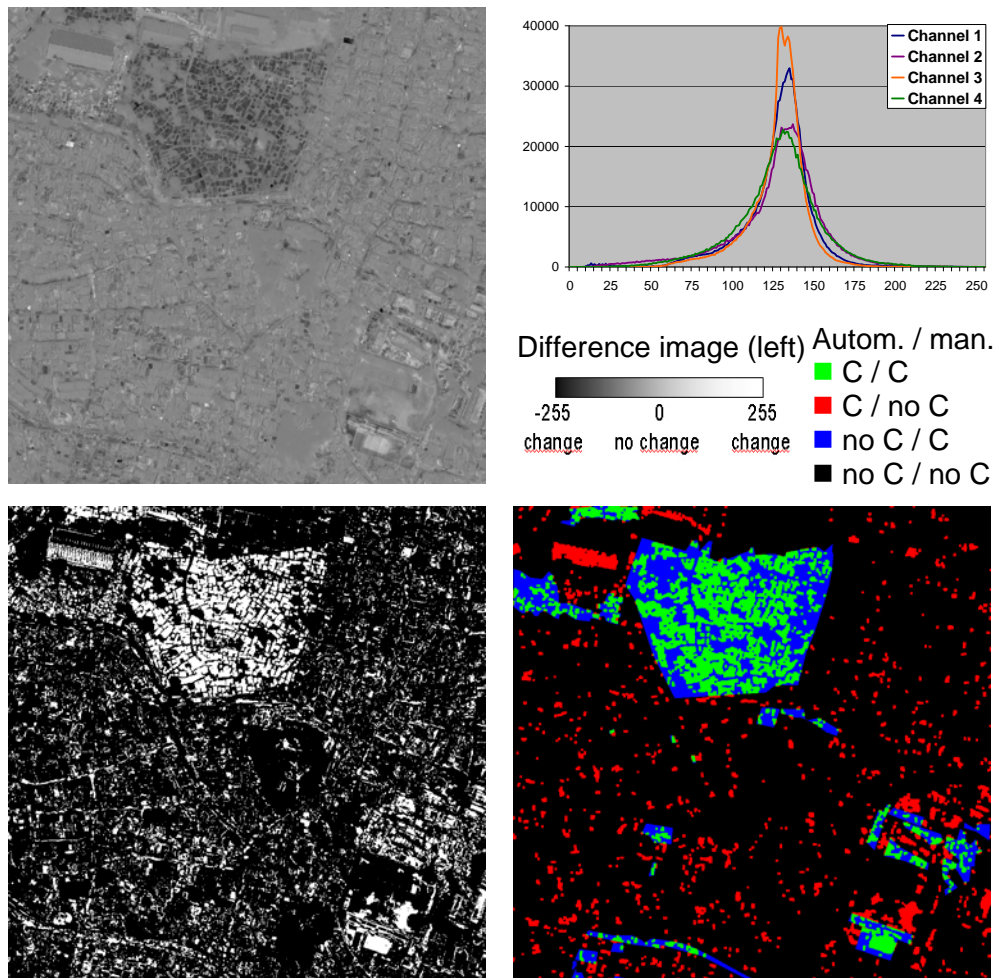 40000
30000
20000
10000
0
0 25 50 75 100 125 150 175 200 225 250
Channel 1
Channel 2
Channel 3
Channel 4
Difference image (left)
-255 0 255
change no change change
Autom. / man.
C / C
C / no C
no C / C
no C / no C